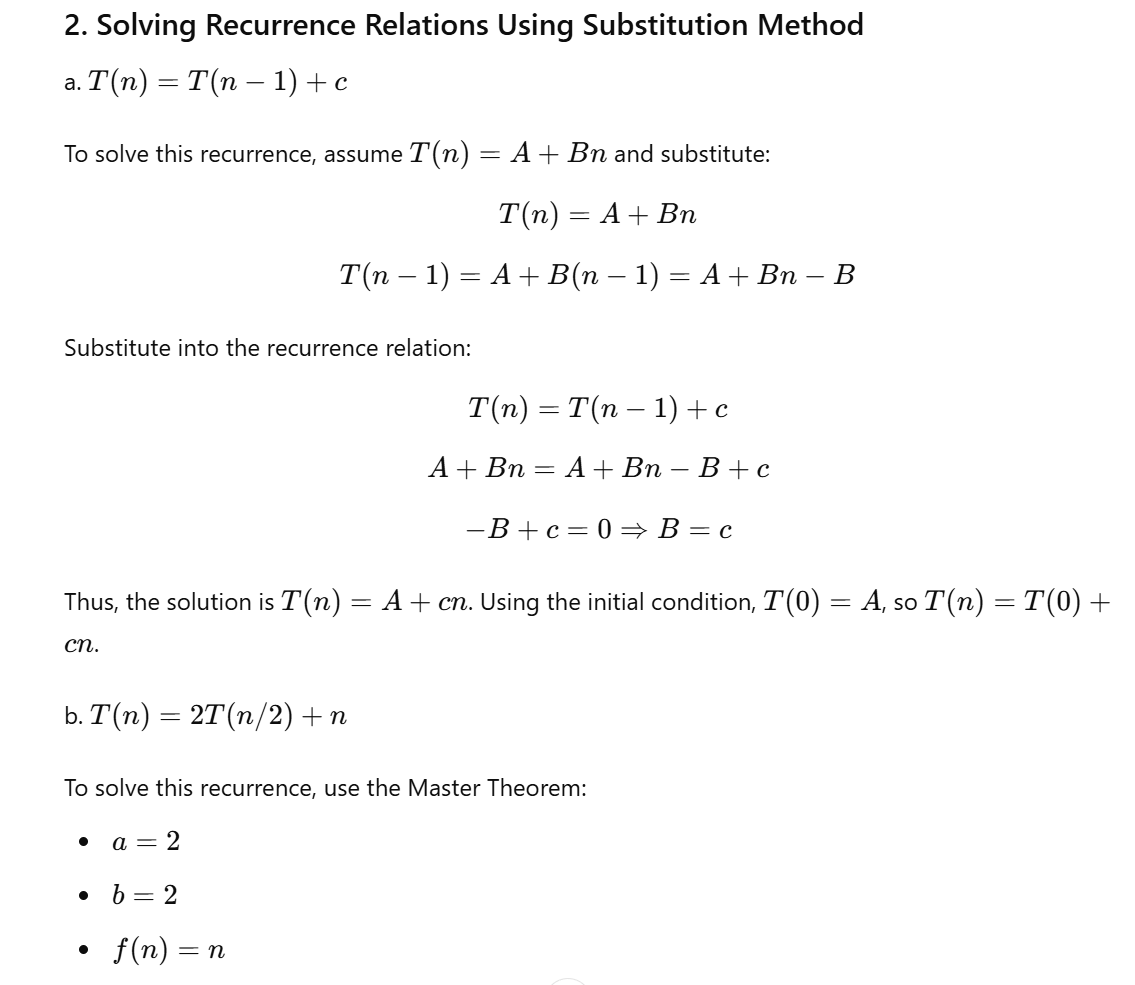 2. Solving Recurrence Relations Using Substitution Method
a. T(n) = T(n − 1) + c
To solve this recurrence, assume T(n) = A + Bn and substitute:
T(n) = A + Bn
T(n − 1) = A + B(n − 1) = A + Bn − B
Substitute into the recurrence relation:
T(n) = T(n − 1) + c
A + Bn = A + Bn − B + c
−B + c = 0 ⇒ B = c
Thus, the solution is T(n) = A + cn. Using the initial condition, T(0) = A, so T(n) = T(0) +
cn.
b. T(n) = 2T(n/2) + n
To solve this recurrence, use the Master Theorem:
• a = 2
• b = 2
• f(n) = n